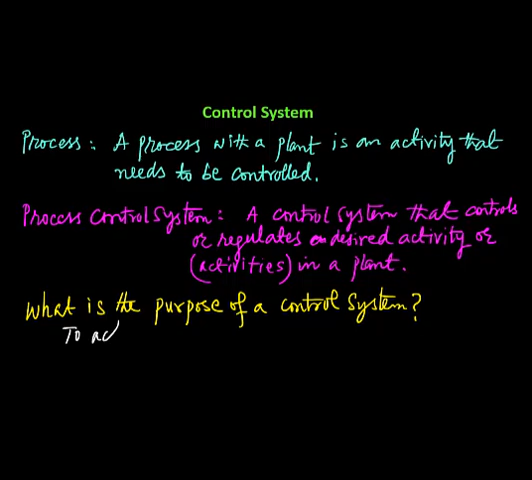 Control System
Process: A process with a plant is an activity that
needs to be controlled.
Process Control System: A control system that controls
or regulates a desired activity or
(activities) in a plant.
What is the purpose of a control system?
To ac